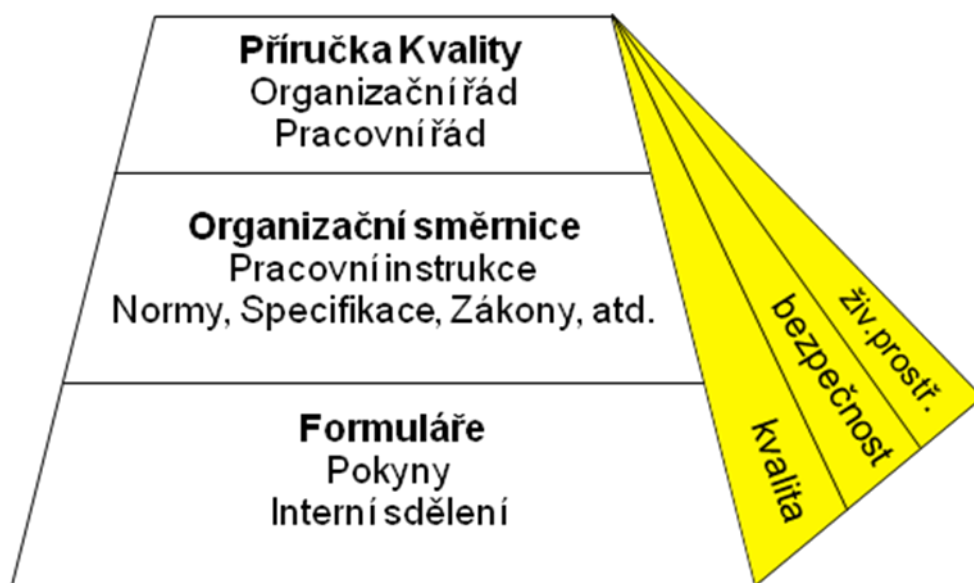 Příručka Kvality
Organizační řád
Pracovní řád
Organizační směrnice
Pracovní instrukce
Normy, Specifikace, Zákony, atd.
Formuláře
Pokyny
Interní sdělení
kvalita
bezpečnost
živ.prostř.